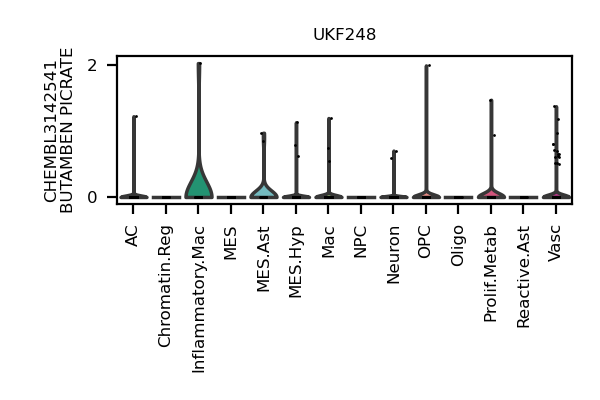 UKF248
CHEMBL3142541
BUTAMBEN PICRATE
2
0
AC
Chromatin.Reg
Inflammatory.Mac
MES
MES.Ast
MES.Hyp
Mac
NPC
Neuron
OPC
Oligo
Prolif.Metab
Reactive.Ast
Vasc